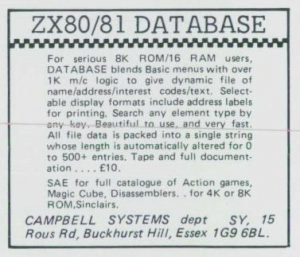 ZX80/81 DATABASE
For serious 8K ROM/16 RAM users,
DATABASE blends Basic menus with over
1K m/c logic to give dynamic file of
name/address/interest codes/text. Select-
able display formats include address labels
for printing. Search any element type by
any key. Beautiful to use, and very fast.
All file data is packed into a single string
whose length is automatically altered for 0
to 500+ entries. Tape and full document-
ation .... £10.
SAE for full catalogue of Action games,
Magic Cube, Disassemblers. . for 4K or 8K
ROM,Sinclairs.
CAMPBELL SYSTEMS dept SY, 15
Rous Rd, Buckhurst Hill, Essex 1G9 6BL.